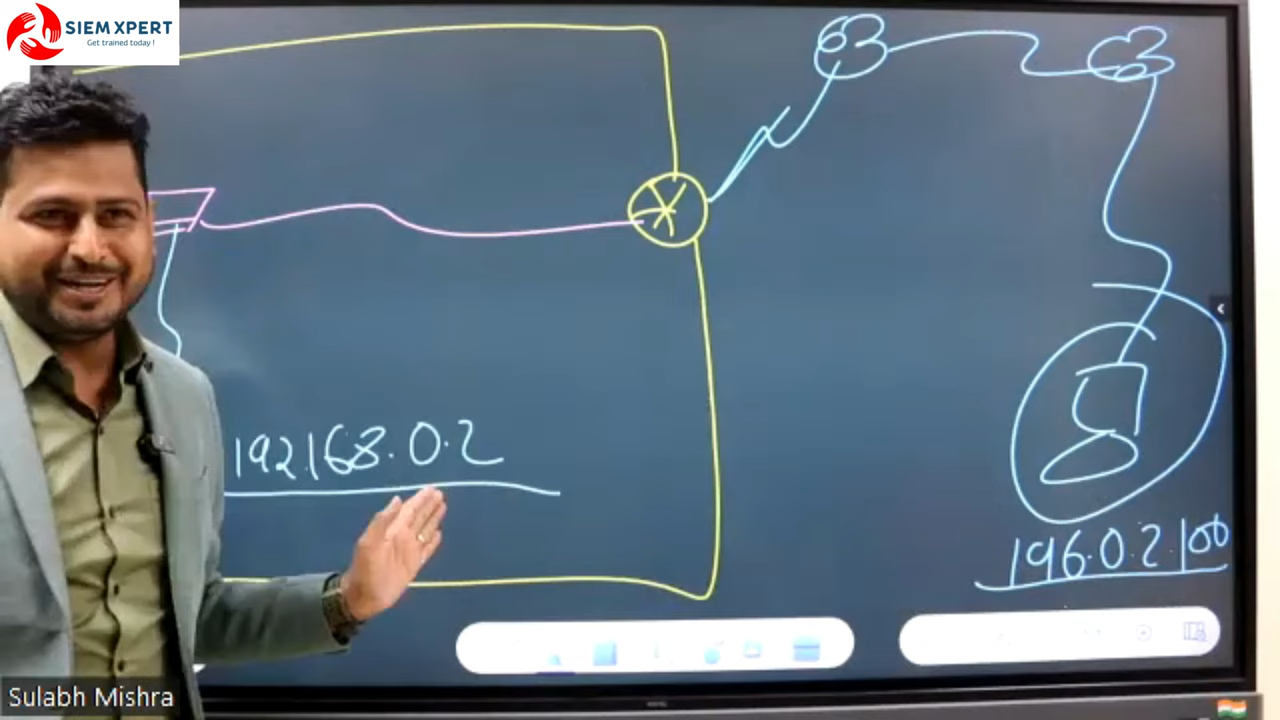 SIEM XPERT
Get trained today !
192.168.0.2
196.0.2.100
Sulabh Mishra